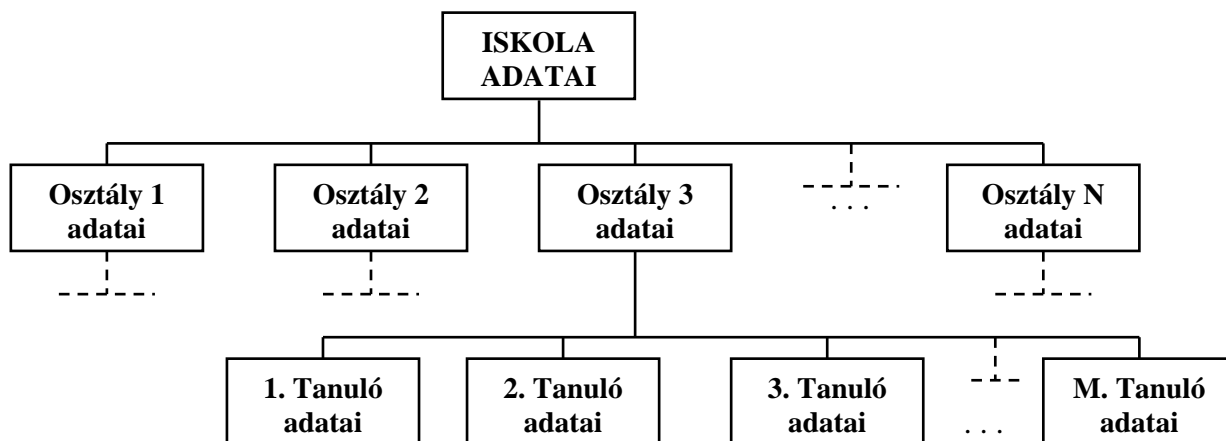 ISKOLA
ADATAI
Osztály 1
adatai
Osztály 2
adatai
Osztály 3
adatai
. . .
Osztály N
adatai
1. Tanuló
adatai
2. Tanuló
adatai
3. Tanuló
adatai
. . .
M. Tanuló
adatai